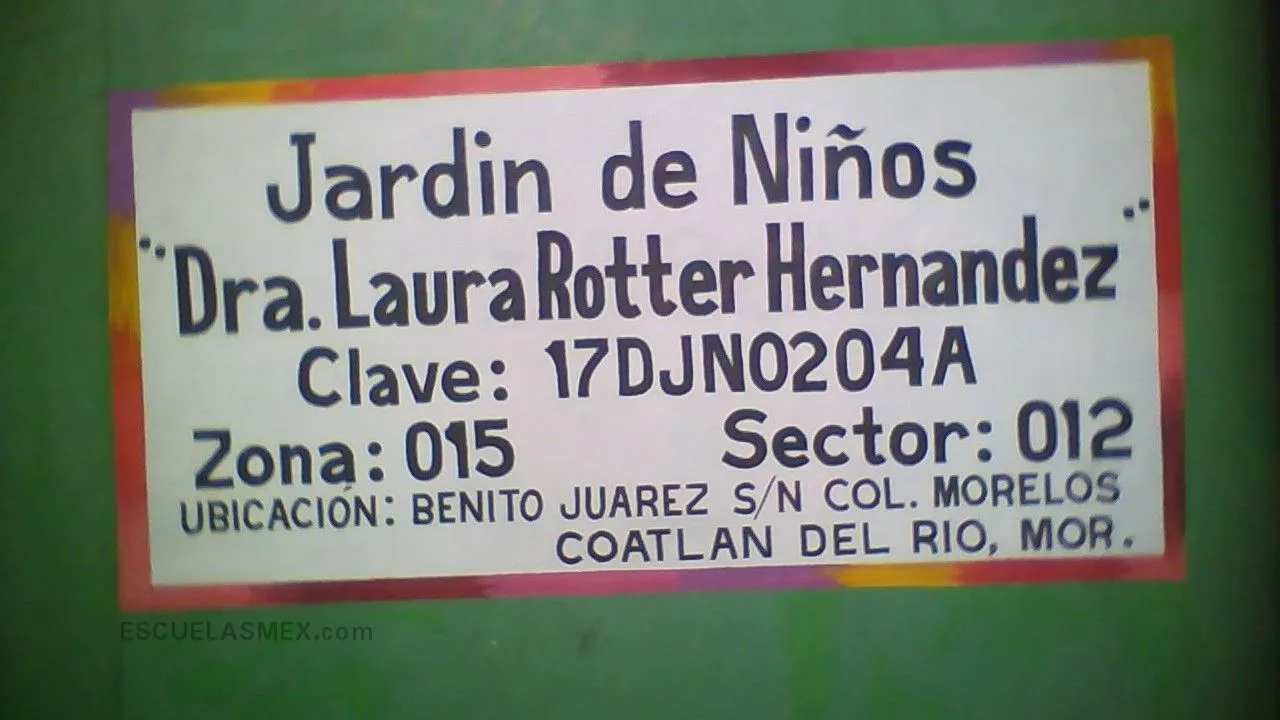 Jardin de Niños
"Dra. Laura Rotter Hernandez"
Clave: 17DJN0204A
Zona: 015 Sector: 012
UBICACIÓN: BENITO JUAREZ S/N COL. MORELOS
COATLAN DEL RIO, MOR.
ESCUELASMEX.com